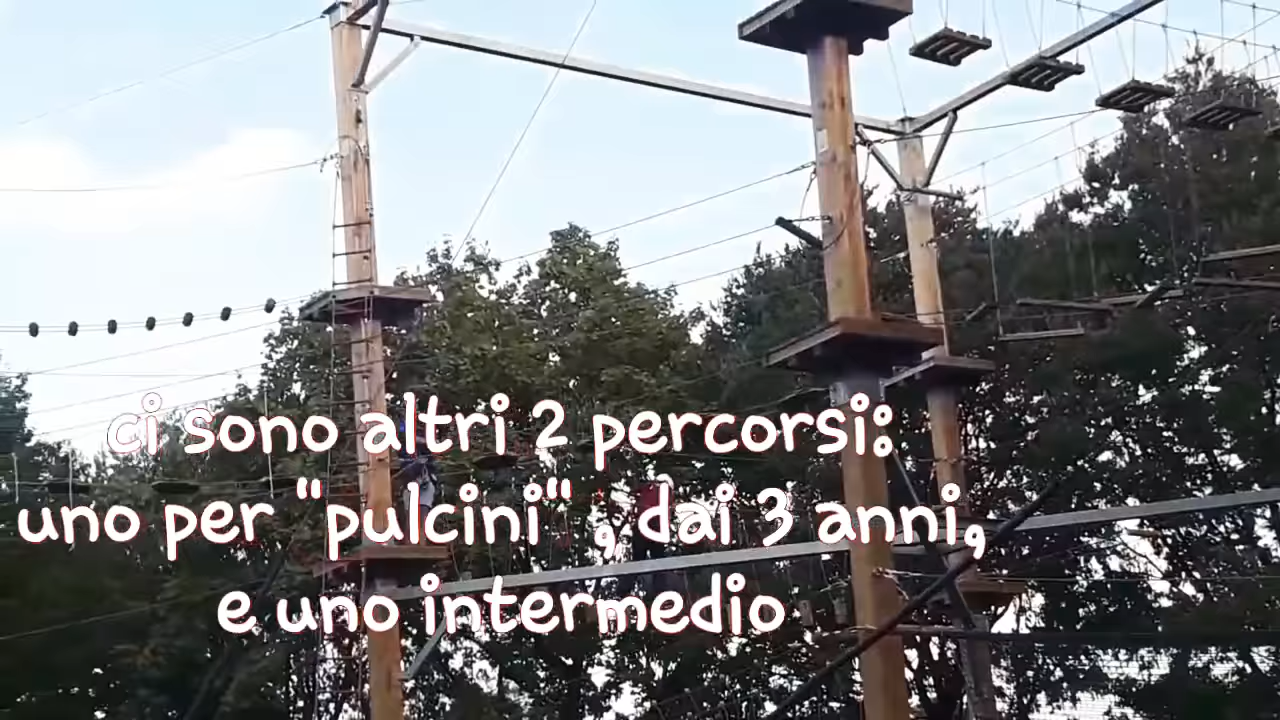 ci sono altri 2 percorsi:
uno per "pulcini" , dai 3 anni,
e uno intermedio